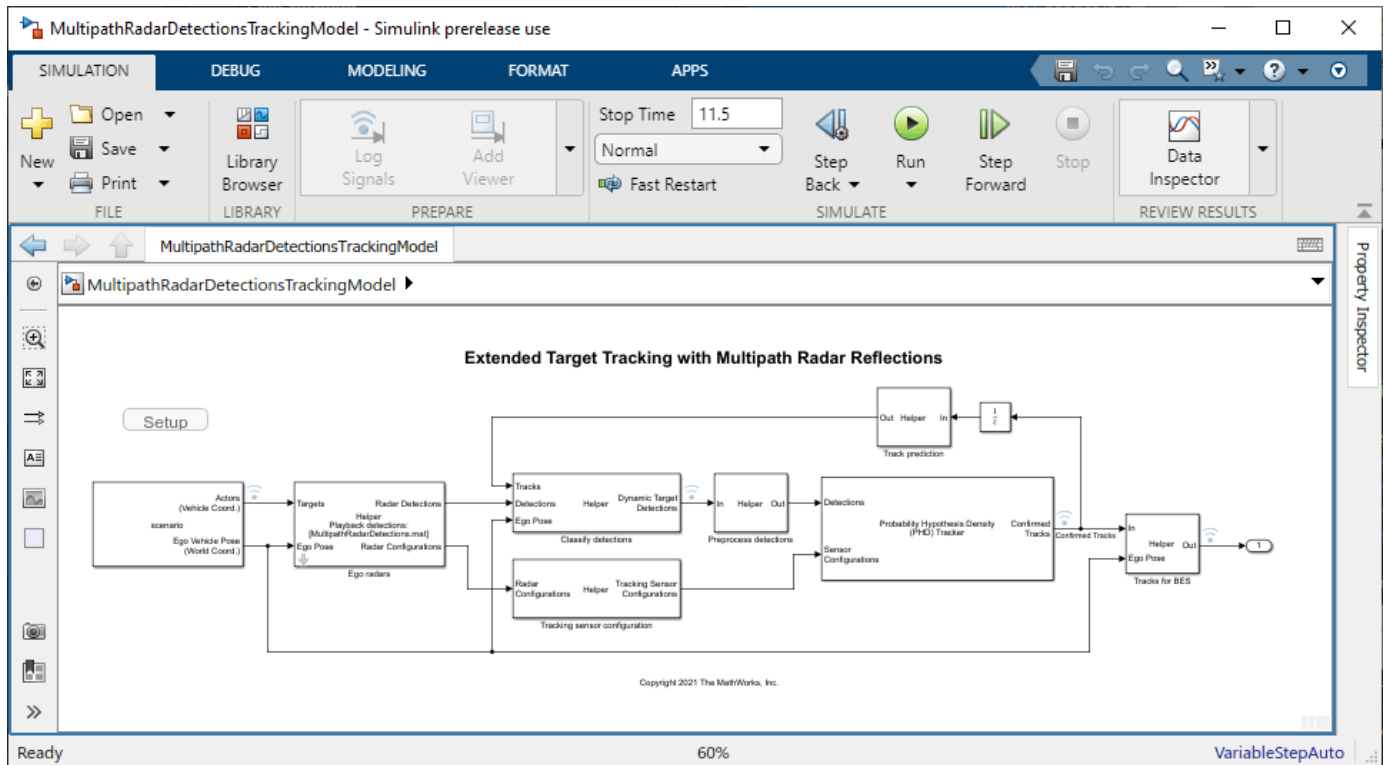 MultipathRadarDetectionsTrackingModel - Simulink prerelease use
SIMULATION DEBUG MODELING FORMAT APPS
New
Open
Save
Print
FILE
Library
Browser
LIBRARY
Log
Signals
Add
Viewer
PREPARE
Stop Time 11.5
Normal
Fast Restart
Step
Back
Run
Step
Forward
Stop
SIMULATE
Data
Inspector
REVIEW RESULTS
MultipathRadarDetectionsTrackingModel
MultipathRadarDetectionsTrackingModel
Property Inspector
Extended Target Tracking with Multipath Radar Reflections
Setup
Out Helper In
Track prediction
1
z
scenario
Actors
(Vehicle Coord.)
Ego Vehicle Pose
(World Coord.)
Targets
Ego Pose
Helper
Playback detections:
[MultipathRadarDetections.mat]
Radar Detections
Radar Configurations
Ego radars
Tracks
Detections
Ego Pose
Helper
Dynamic Target
Detections
Classify detections
In Helper Out
Preprocess detections
Radar
Configurations
Helper
Tracking Sensor
Configurations
Tracking sensor configuration
Detections
Sensor
Configurations
Probability Hypothesis Density
(PHD) Tracker
Confirmed
Tracks
Confirmed Tracks
In
Ego Pose
Helper
Out
Tracks for BES
1
Copyright 2021 The MathWorks, Inc.
Ready
60%
VariableStepAuto